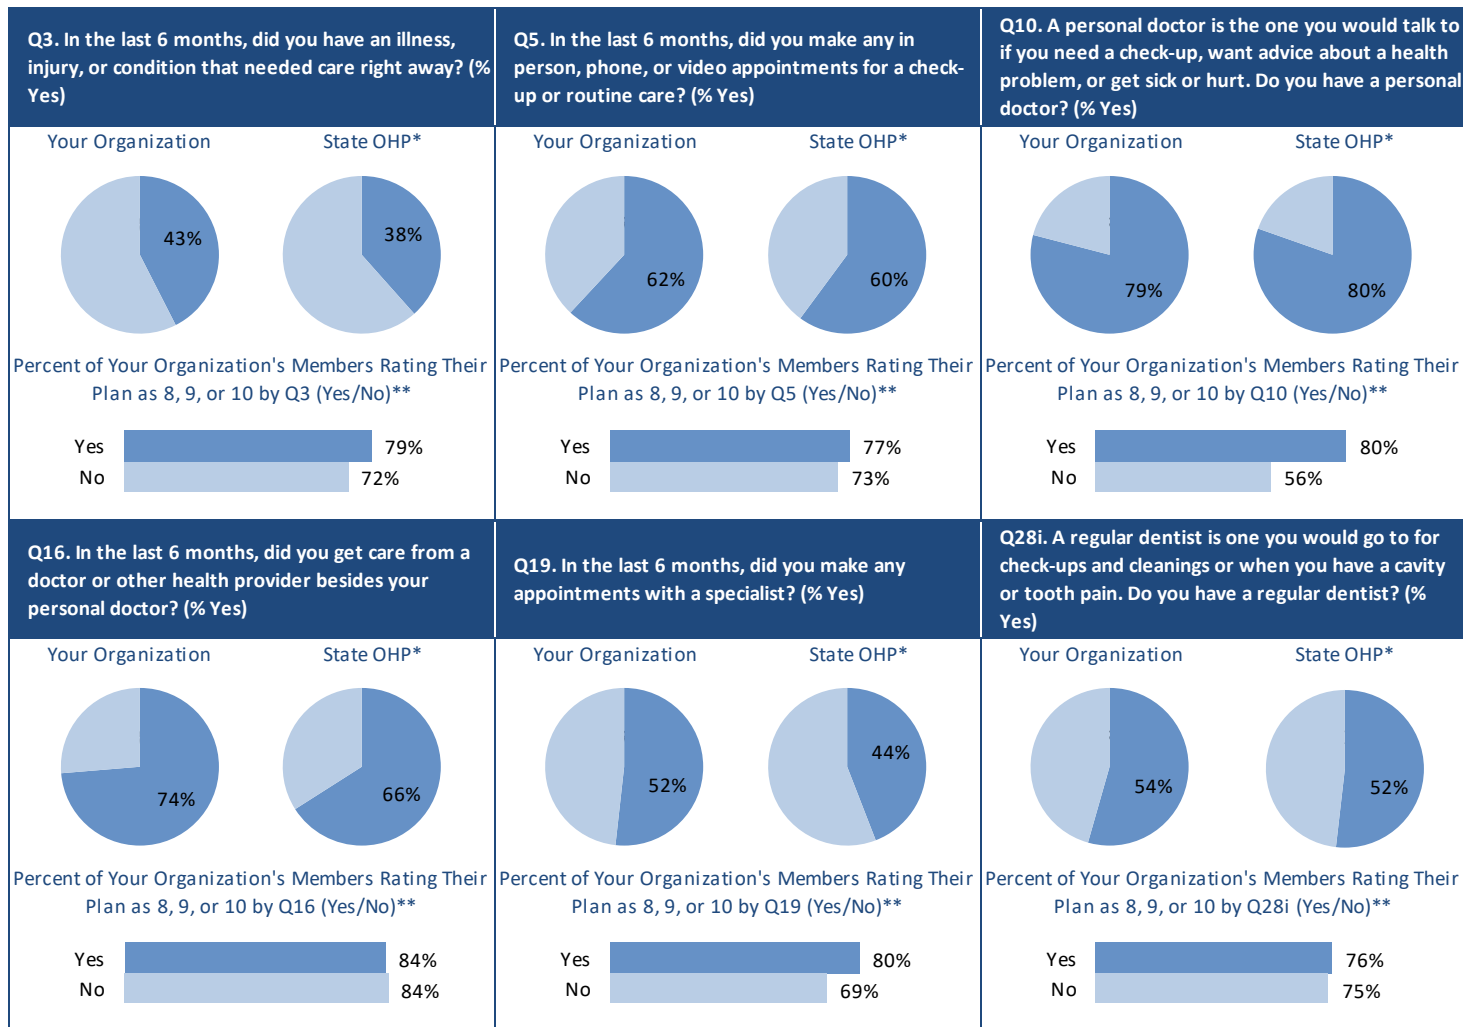 Q3. In the last 6 months, did you have an illness,
injury, or condition that needed care right away? (%
Yes)
Your Organization
State OHP*
43%
38%
Percent of Your Organization's Members Rating Their
Plan as 8, 9, or 10 by Q3 (Yes/No)**
Yes 79%
No 72%
Q5. In the last 6 months, did you make any in
person, phone, or video appointments for a check-
up or routine care? (% Yes)
Your Organization
State OHP*
62%
60%
Percent of Your Organization's Members Rating Their
Plan as 8, 9, or 10 by Q5 (Yes/No)**
Yes 77%
No 73%
Q10. A personal doctor is the one you would talk to
if you need a check-up, want advice about a health
problem, or get sick or hurt. Do you have a personal
doctor? (% Yes)
Your Organization
State OHP*
79%
80%
Percent of Your Organization's Members Rating Their
Plan as 8, 9, or 10 by Q10 (Yes/No)**
Yes 80%
No 56%
Q16. In the last 6 months, did you get care from a
doctor or other health provider besides your
personal doctor? (% Yes)
Your Organization
State OHP*
74%
66%
Percent of Your Organization's Members Rating Their
Plan as 8, 9, or 10 by Q16 (Yes/No)**
Yes 84%
No 84%
Q19. In the last 6 months, did you make any
appointments with a specialist? (% Yes)
Your Organization
State OHP*
52%
44%
Percent of Your Organization's Members Rating Their
Plan as 8, 9, or 10 by Q19 (Yes/No)**
Yes 80%
No 69%
Q28i. A regular dentist is one you would go to for
check-ups and cleanings or when you have a cavity
or tooth pain. Do you have a regular dentist? (%
Yes)
Your Organization
State OHP*
54%
52%
Percent of Your Organization's Members Rating Their
Plan as 8, 9, or 10 by Q28i (Yes/No)**
Yes 76%
No 75%